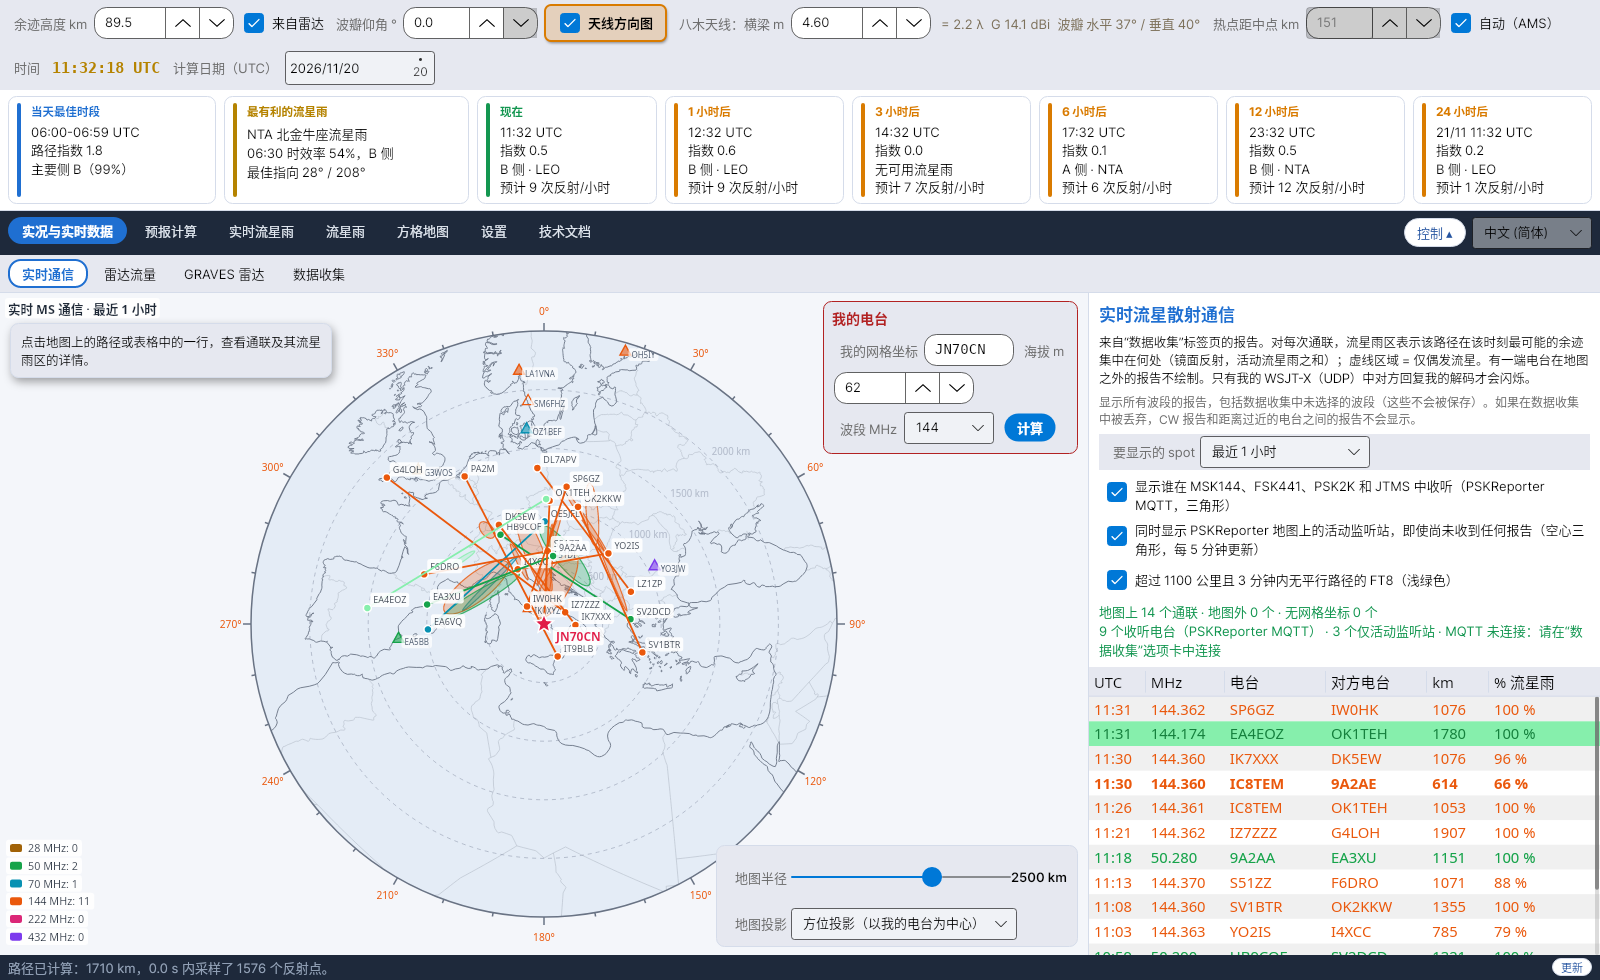 余迹高度 km 89.5 来自雷达 波瓣仰角 ° 0.0 天线方向图 八木天线：横梁 m 4.60 = 2.2 λ G 14.1 dBi 波瓣 水平 37° / 垂直 40° 热点距中点 km 151 自动（AMS）
时间 11:32:18 UTC 计算日期（UTC） 2026/11/20 20
当天最佳时段
06:00-06:59 UTC
路径指数 1.8
主要侧 B（99%）
最有利的流星雨
NTA 北金牛座流星雨
06:30 时效率 54%，B 侧
最佳指向 28° / 208°
现在
11:32 UTC
指数 0.5
B 侧 · LEO
预计 9 次反射/小时
1 小时后
12:32 UTC
指数 0.6
B 侧 · LEO
预计 9 次反射/小时
3 小时后
14:32 UTC
指数 0.0
无可用流星雨
预计 7 次反射/小时
6 小时后
17:32 UTC
指数 0.1
A 侧 · NTA
预计 6 次反射/小时
12 小时后
23:32 UTC
指数 0.5
B 侧 · NTA
预计 12 次反射/小时
24 小时后
21/11 11:32 UTC
指数 0.2
B 侧 · LEO
预计 1 次反射/小时
实况与实时数据 预报计算 实时流星雨 流星雨 方格地图 设置 技术文档 控制 ▴ 中文 (简体)
实时通信 雷达流量 GRAVES 雷达 数据收集
实时 MS 通信 · 最近 1 小时
点击地图上的路径或表格中的一行，查看通联及其流星
雨区的详情。
0°
330° 30°
300° 60°
270° 90°
240° 120°
210° 150°
180°
2000 km
1500 km
1000 km
OH5IY
LA1VNA
SM6FHZ
OZ1BEF
DL7APV
G4LOH G3WOS PA2M
SP6GZ
OK1TEH OK2KKW
DK5EW OE5JFL
HB9COF
9A2AA YO2IS
F6DRO YO3JW
LZ1ZP
EA4EOZ EA3XU IW0HK IZ7ZZZ SV2DCD
IK7XXX
EA6VQ
EA5BB JN70CN
IT9BLB SV1BTR
我的电台
我的网格坐标 JN70CN 海拔 m
62
波段 MHz 144 计算
28 MHz: 0
50 MHz: 2
70 MHz: 1
144 MHz: 11
222 MHz: 0
432 MHz: 0
地图半径 2500 km
地图投影 方位投影（以我的电台为中心）
实时流星散射通信
来自“数据收集”标签页的报告。对每次通联，流星雨区表示该路径在该时刻最可能的余迹
集中在何处（镜面反射，活动流星雨之和）；虚线区域 = 仅偶发流星。有一端电台在地图
之外的报告不绘制。只有我的 WSJT-X（UDP）中对方回复我的解码才会闪烁。
显示所有波段的报告，包括数据收集中未选择的波段（这些不会被保存）。如果在数据收集
中被丢弃，CW 报告和距离过近的电台之间的报告不会显示。
要显示的 spot 最近 1 小时
显示谁在 MSK144、FSK441、PSK2K 和 JTMS 中收听（PSKReporter
MQTT，三角形）
同时显示 PSKReporter 地图上的活动监听站，即使尚未收到任何报告（空心三
角形，每 5 分钟更新）
超过 1100 公里且 3 分钟内无平行路径的 FT8（浅绿色）
地图上 14 个通联 · 地图外 0 个 · 无网格坐标 0 个
9 个收听电台（PSKReporter MQTT） · 3 个仅活动监听站 · MQTT 未连接：请在“数
据收集”选项卡中连接
UTC MHz 电台 对方电台 km % 流星雨
11:31 144.362 SP6GZ IW0HK 1076 100 %
11:31 144.174 EA4EOZ OK1TEH 1780 100 %
11:30 144.360 IK7XXX DK5EW 1076 96 %
11:30 144.360 IC8TEM 9A2AE 614 66 %
11:26 144.361 IC8TEM OK1TEH 1053 100 %
11:21 144.362 IZ7ZZZ G4LOH 1907 100 %
11:18 50.280 9A2AA EA3XU 1151 100 %
11:13 144.370 S51ZZ F6DRO 1071 88 %
11:08 144.360 SV1BTR OK2KKW 1355 100 %
11:03 144.363 YO2IS I4XCC 785 79 %
路径已计算：1710 km，0.0 s 内采样了 1576 个反射点。 更新